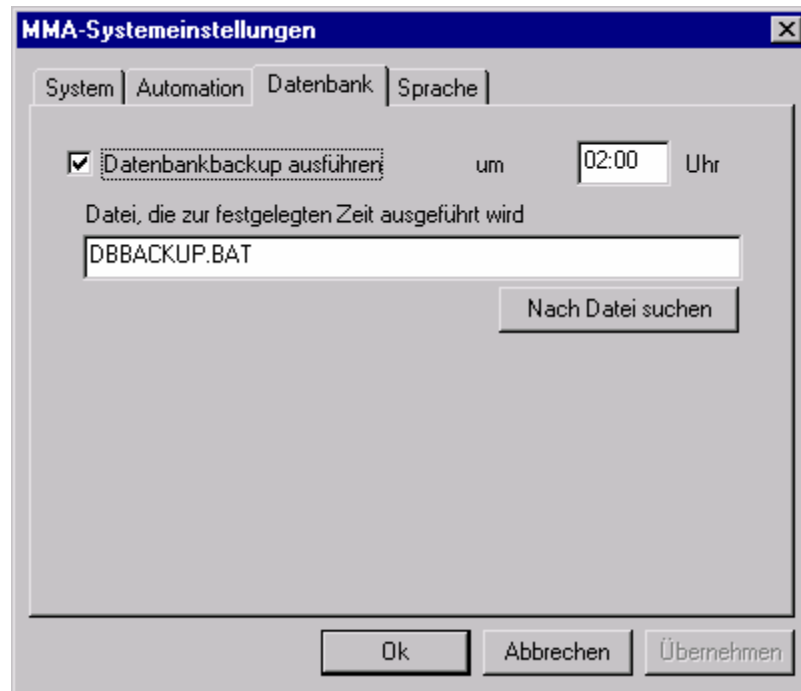 MMA-Systemeinstellungen
System Automation Datenbank Sprache
Datenbankbackup ausführen um 02:00 Uhr
Datei, die zur festgelegten Zeit ausgeführt wird
DBBACKUP.BAT
Nach Datei suchen
Ok Abbrechen Übernehmen